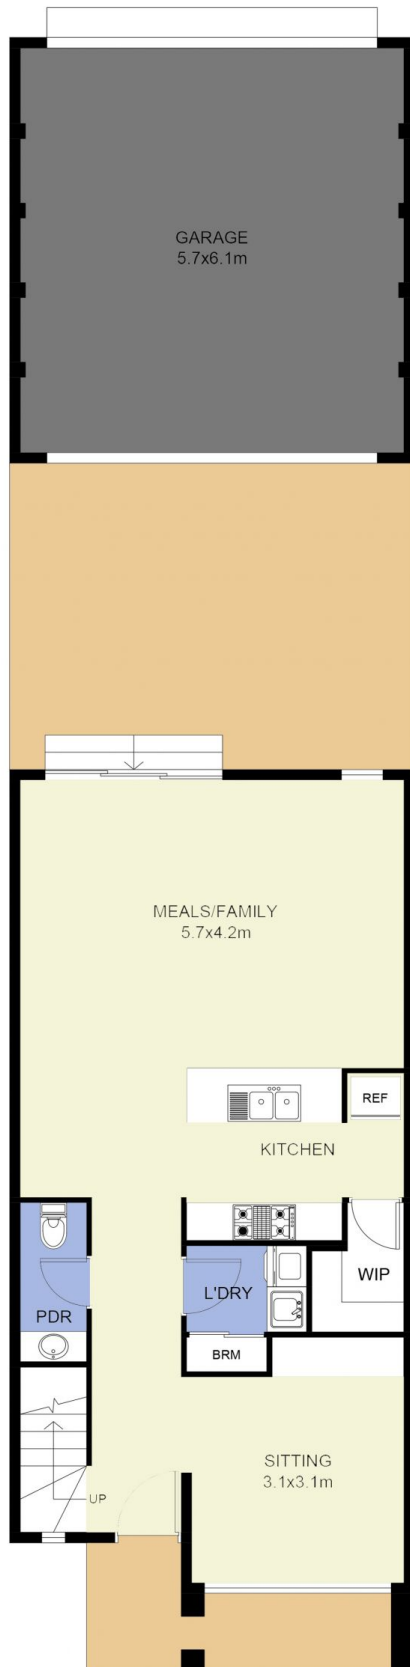 GARAGE
5.7x6.1m
MEALS/FAMILY
5.7x4.2m
REF
KITCHEN
WIP
L'DRY
PDR
BRM
SITTING
3.1x3.1m
UP